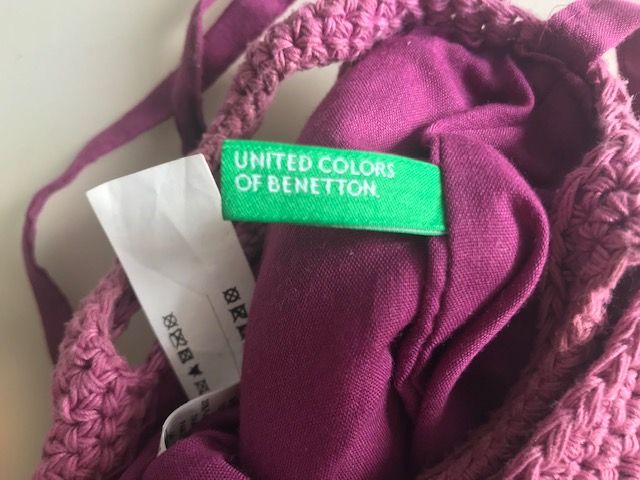 UNITED COLORS
OF BENETTON.